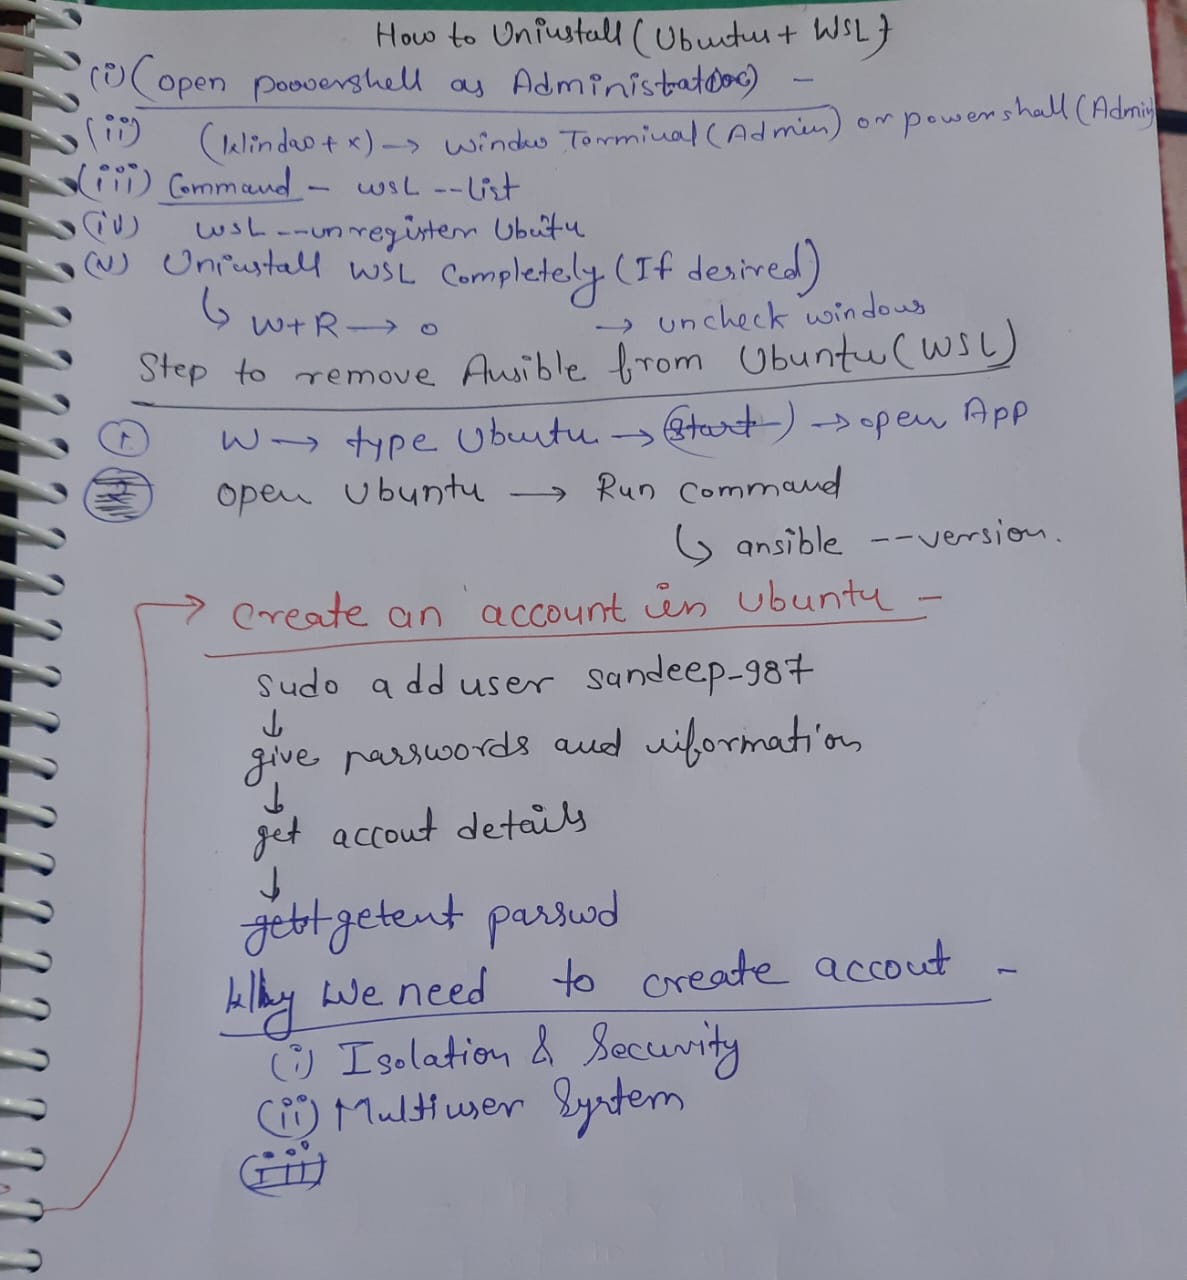 How to Uninstall (Ubuntu + WSL)
(i) (open powershell as Administrator) -
(ii) (Window + x) → Window Terminal (Admin) or powershall (Admin)
(iii) Command - WSL --List
(iv) WSL --unregister Ubutu
(v) Uninstall WSL Completely (If desired)
↳ W+R → o → uncheck windows
Step to remove Ansible from Ubuntu (WSL)
(1) W → type Ubuntu → (start) → open App
open Ubuntu → Run Command
↳ ansible --version.
→ Create an account in Ubuntu -
sudo adduser sandeep-987
↓
give passwords and information
↓
get accout details
↓
getent passwd
Why we need to create accout -
(i) Isolation & Security
(ii) Multiuser System
(iii)